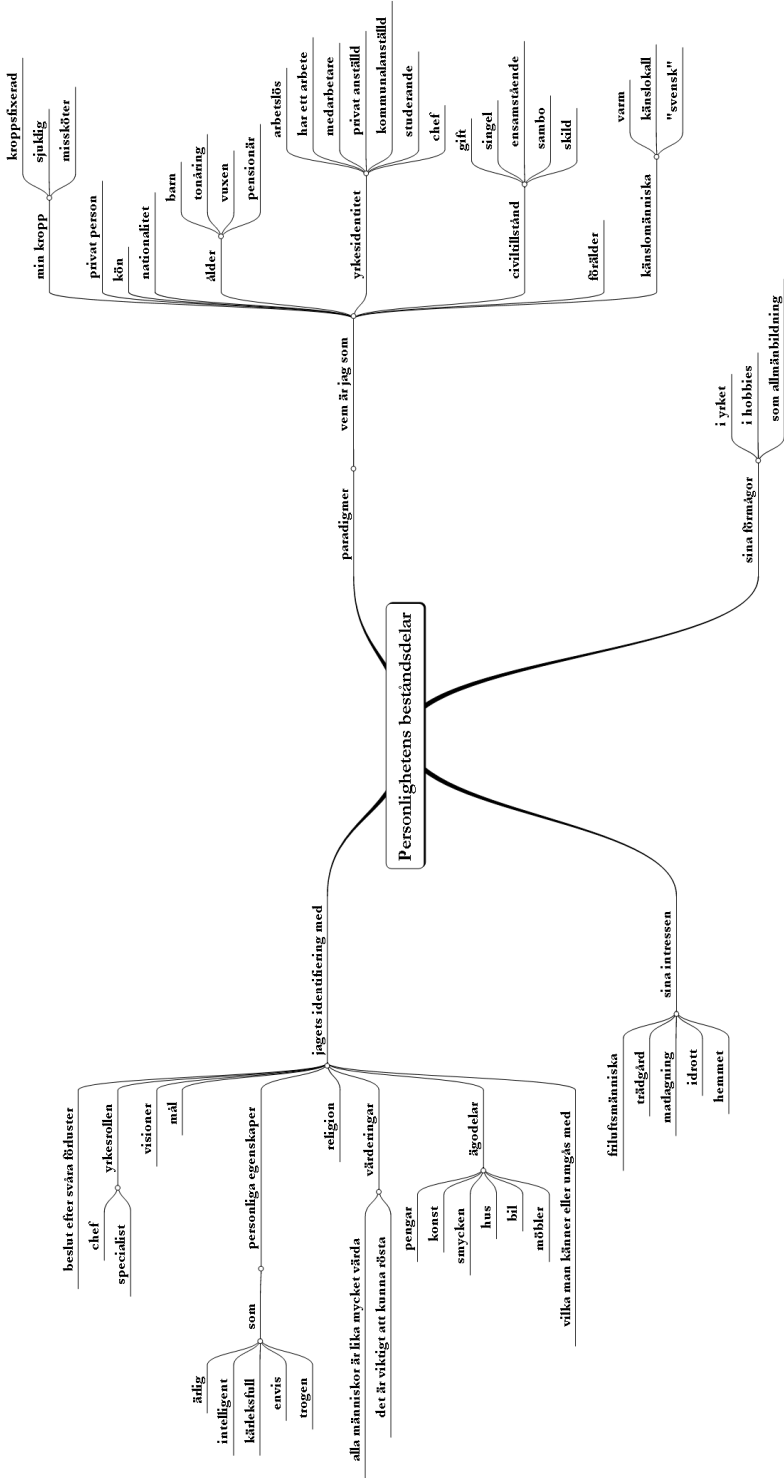 Personlighetens beståndsdelar
paradigmer
vem är jag som
min kropp
kroppsfixerad
sjuklig
missköter
privat person
kön
nationalitet
ålder
barn
tonåring
vuxen
pensionär
yrkesidentitet
arbetslös
har ett arbete
medarbetare
privat anställd
kommunalanställd
studerande
chef
civiltillstånd
gift
singel
ensamstående
sambo
skild
förälder
känslomänniska
varm
känslokall
"svensk"
sina förmågor
i yrket
i hobbies
som allmänbildning
jagets identifiering med
beslut efter svåra förluster
yrkesrollen
chef
specialist
visioner
mål
personliga egenskaper
som
ärlig
intelligent
kärleksfull
envis
trogen
religion
värderingar
alla människor är lika mycket värda
det är viktigt att kunna rösta
ägodelar
pengar
konst
smycken
hus
bil
möbler
vilka man känner eller umgås med
sina intressen
friluftsmänniska
trädgård
matlagning
idrott
hemmet